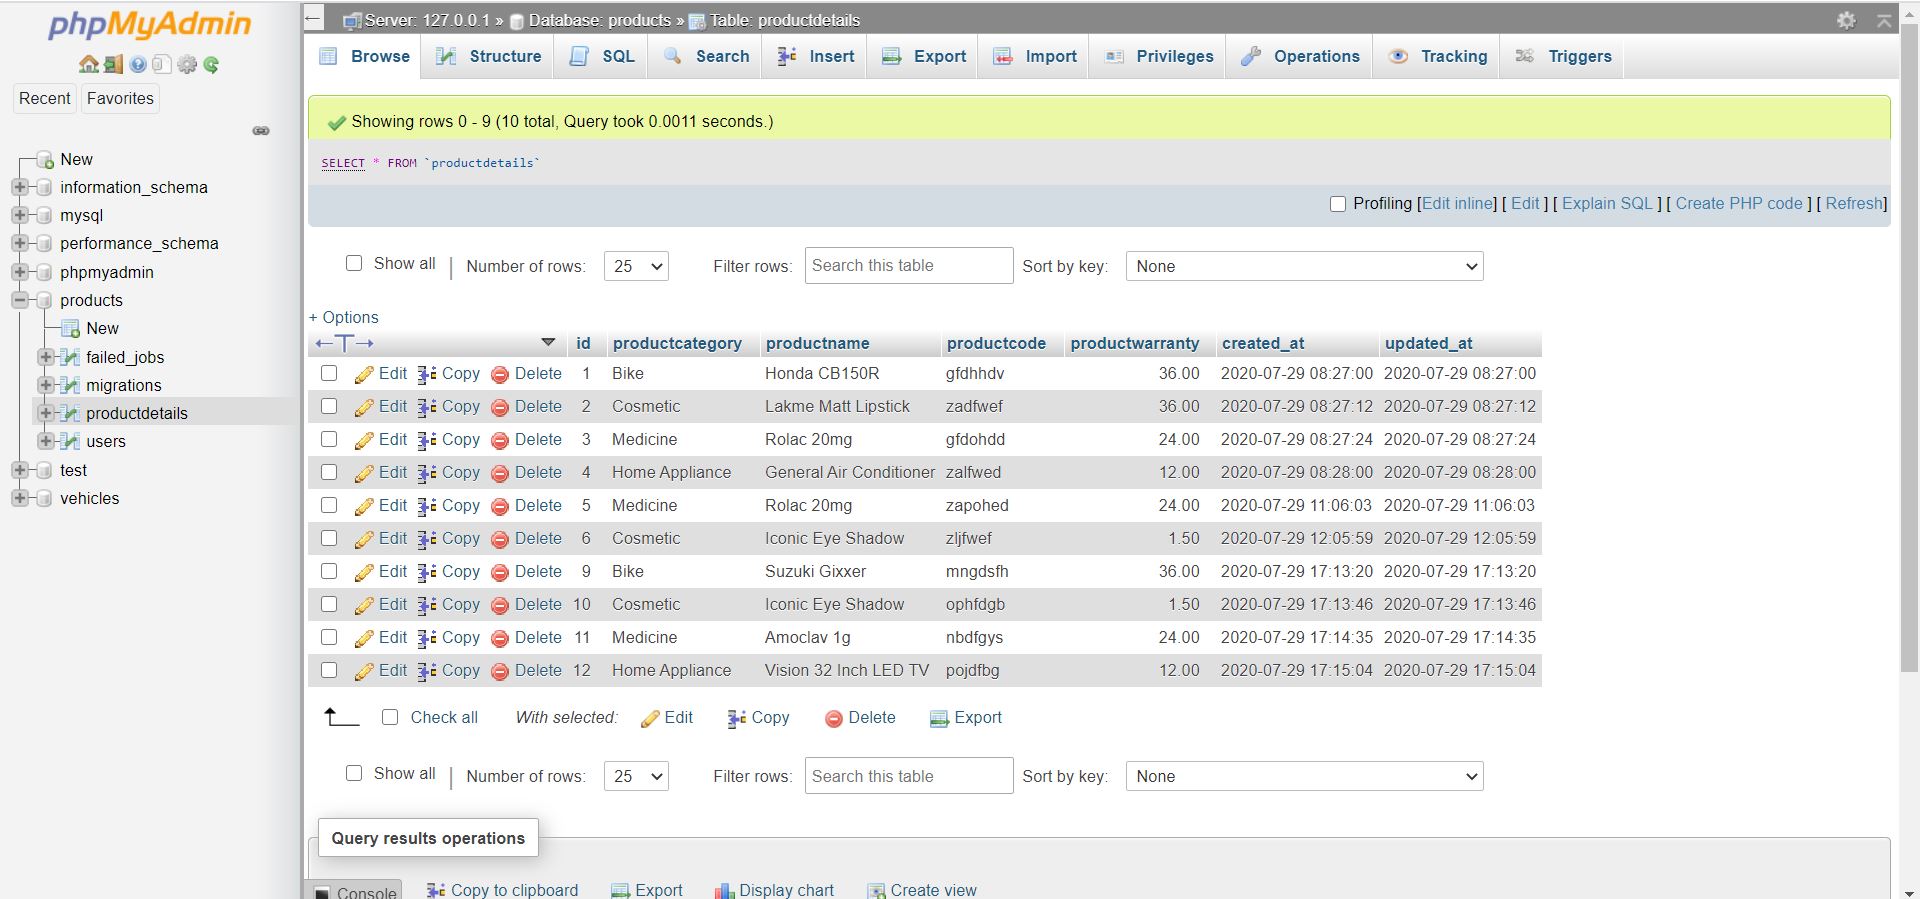 phpMyAdmin
Recent Favorites
New
information_schema
mysql
performance_schema
phpmyadmin
products
New
failed_jobs
migrations
productdetails
users
test
vehicles
Server: 127.0.0.1 » Database: products » Table: productdetails
Browse Structure SQL Search Insert Export Import Privileges Operations Tracking Triggers
Showing rows 0 - 9 (10 total, Query took 0.0011 seconds.)
SELECT * FROM `productdetails`
Profiling [Edit inline] [ Edit ] [ Explain SQL ] [ Create PHP code ] [ Refresh]
Show all | Number of rows: 25 Filter rows: Search this table Sort by key: None
+ Options
←T→ id productcategory productname productcode productwarranty created_at updated_at
Edit Copy Delete 1 Bike Honda CB150R gfdhhdv 36.00 2020-07-29 08:27:00 2020-07-29 08:27:00
Edit Copy Delete 2 Cosmetic Lakme Matt Lipstick zadfwef 36.00 2020-07-29 08:27:12 2020-07-29 08:27:12
Edit Copy Delete 3 Medicine Rolac 20mg gfdohdd 24.00 2020-07-29 08:27:24 2020-07-29 08:27:24
Edit Copy Delete 4 Home Appliance General Air Conditioner zalfwed 12.00 2020-07-29 08:28:00 2020-07-29 08:28:00
Edit Copy Delete 5 Medicine Rolac 20mg zapohed 24.00 2020-07-29 11:06:03 2020-07-29 11:06:03
Edit Copy Delete 6 Cosmetic Iconic Eye Shadow zljfwef 1.50 2020-07-29 12:05:59 2020-07-29 12:05:59
Edit Copy Delete 9 Bike Suzuki Gixxer mngdsfh 36.00 2020-07-29 17:13:20 2020-07-29 17:13:20
Edit Copy Delete 10 Cosmetic Iconic Eye Shadow ophfdgb 1.50 2020-07-29 17:13:46 2020-07-29 17:13:46
Edit Copy Delete 11 Medicine Amoclav 1g nbdfgys 24.00 2020-07-29 17:14:35 2020-07-29 17:14:35
Edit Copy Delete 12 Home Appliance Vision 32 Inch LED TV pojdfbg 12.00 2020-07-29 17:15:04 2020-07-29 17:15:04
Check all With selected: Edit Copy Delete Export
Show all | Number of rows: 25 Filter rows: Search this table Sort by key: None
Query results operations
Console Copy to clipboard Export Display chart Create view